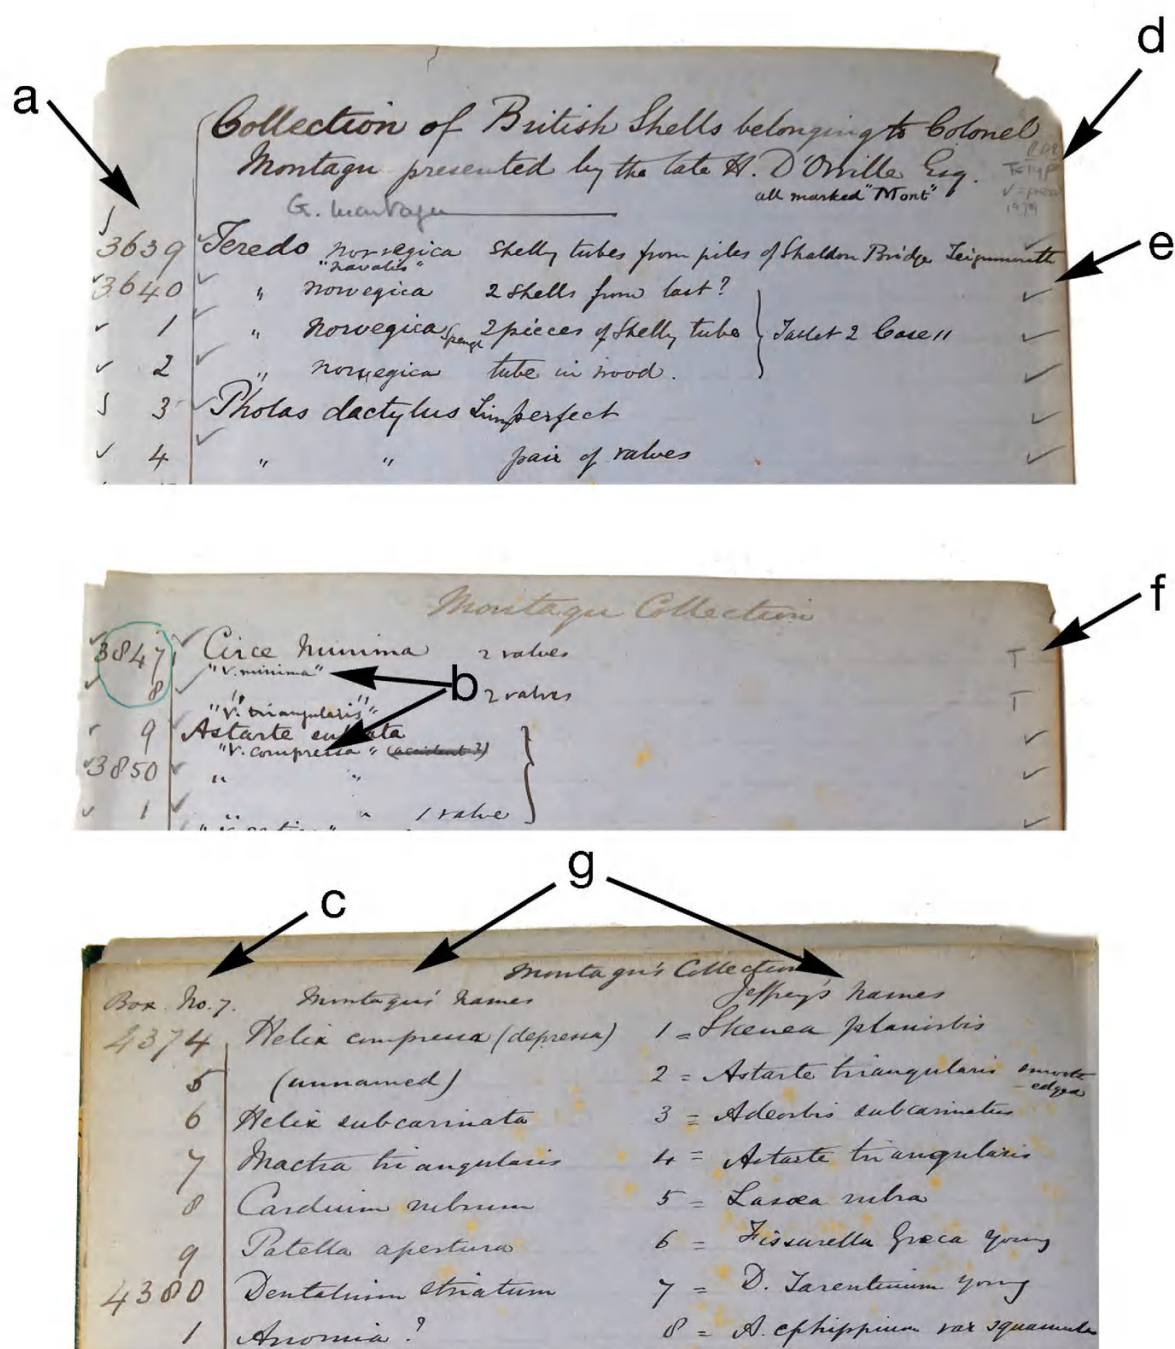 d
a
Collection of British Shells belonging to Colonel
Montagu presented by the late H. D'Orville Esq.
all marked "Mont"
G. Montagu
3639 Teredo norvegica shelly tubes from piles of Shaldon Bridge Teignmouth
"navalis"
e
3640 " norvegica 2 shells from last?
1 " norvegica 2 pieces of shelly tube } Tablet 2 Case 11
2 " norvegica tube in wood.
3 Pholas dactylus imperfect
4 " " pair of valves
f
Montagu Collection
3847 Circe minima 2 valves T
"V. minima"
b
8 2 valves T
"V. triangularis"
9 Astarte sulcata
"V. compressa"
3850 " "
1 " " 1 valve
g
c
Montagu's Collection
Box No. 7. Montagu's names Jeffrey's names
4374 Helix compressa (depressa) 1 = Skenea planorbis
5 (unnamed) 2 = Astarte triangularis smooth edged
6 Helix subcarinata 3 = Adeorbis subcarinatus
7 Mactra triangularis 4 = Astarte triangularis
8 Cardium rubrum 5 = Lasæa rubra
9 Patella apertura 6 = Fissurella Græca young
4380 Dentalium striatum 7 = D. Tarentinum young
1 Anomia ? 8 = A. ephippium var squamula